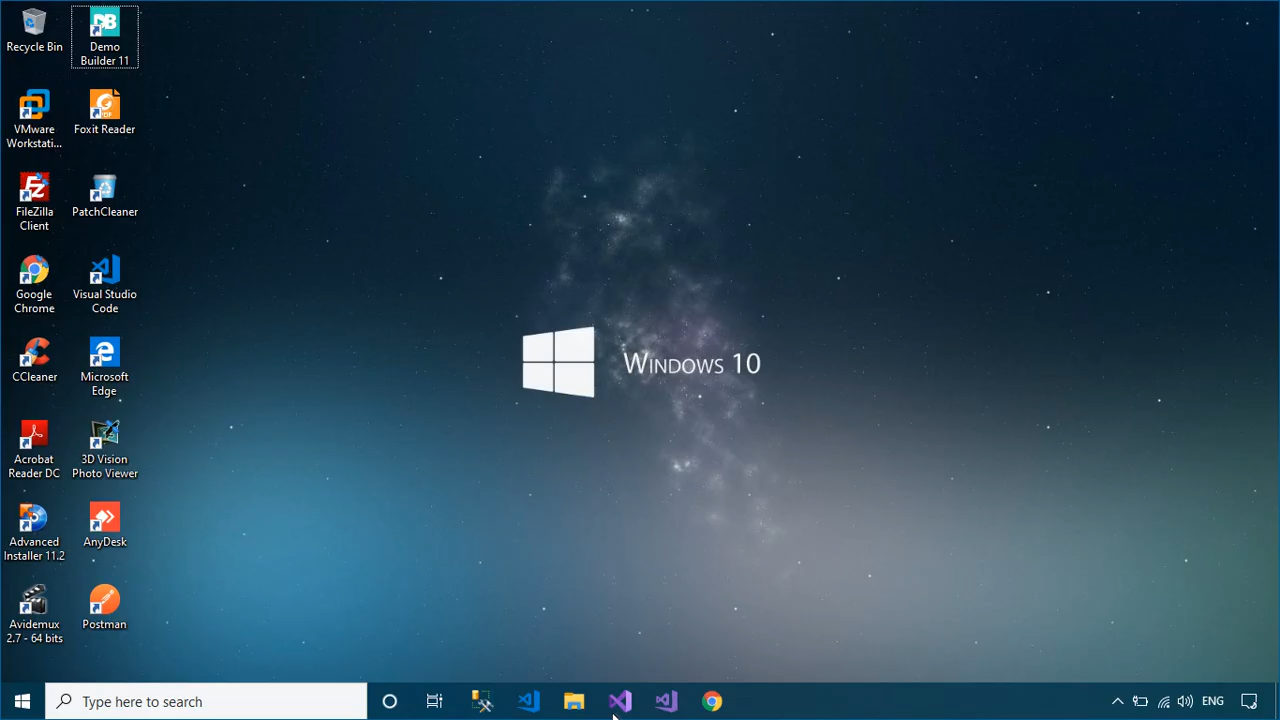 Recycle Bin
Demo
Builder 11
VMware
Workstati...
Foxit Reader
FileZilla
Client
PatchCleaner
Google
Chrome
Visual Studio
Code
CCleaner
Microsoft
Edge
Acrobat
Reader DC
3D Vision
Photo Viewer
Advanced
Installer 11.2
AnyDesk
Avidemux
2.7 - 64 bits
Postman
Windows 10
Type here to search
ENG